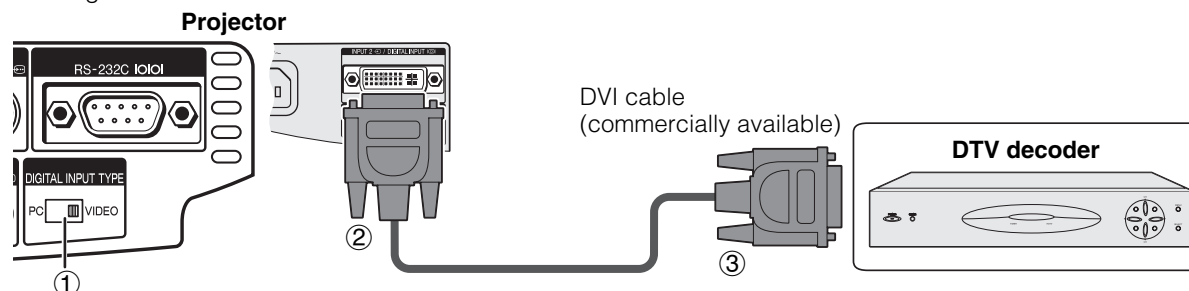 Projector
RS-232C IOIOI
INPUT 2 / DIGITAL INPUT
DVI cable
(commercially available)
DTV decoder
DIGITAL INPUT TYPE
PC VIDEO
①
②
③